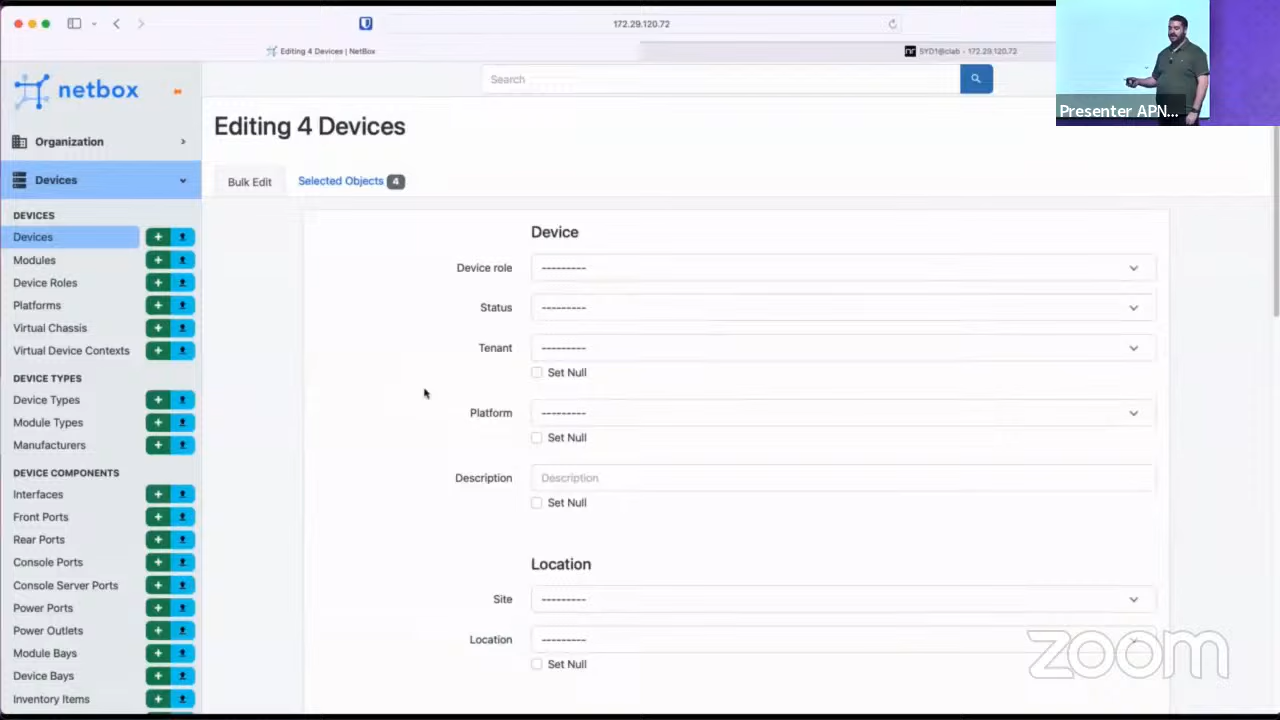 172.29.120.72
Editing 4 Devices | NetBox
SYD1@clab - 172.29.120.72
netbox
Search
Presenter APN...
Editing 4 Devices
Organization
Devices
Bulk Edit
Selected Objects 4
DEVICES
Devices
Modules
Device Roles
Platforms
Virtual Chassis
Virtual Device Contexts
DEVICE TYPES
Device Types
Module Types
Manufacturers
DEVICE COMPONENTS
Interfaces
Front Ports
Rear Ports
Console Ports
Console Server Ports
Power Ports
Power Outlets
Module Bays
Device Bays
Inventory Items
Device
Device role
---------
Status
---------
Tenant
---------
Set Null
Platform
---------
Set Null
Description
Description
Set Null
Location
Site
---------
Location
---------
Set Null
zoom